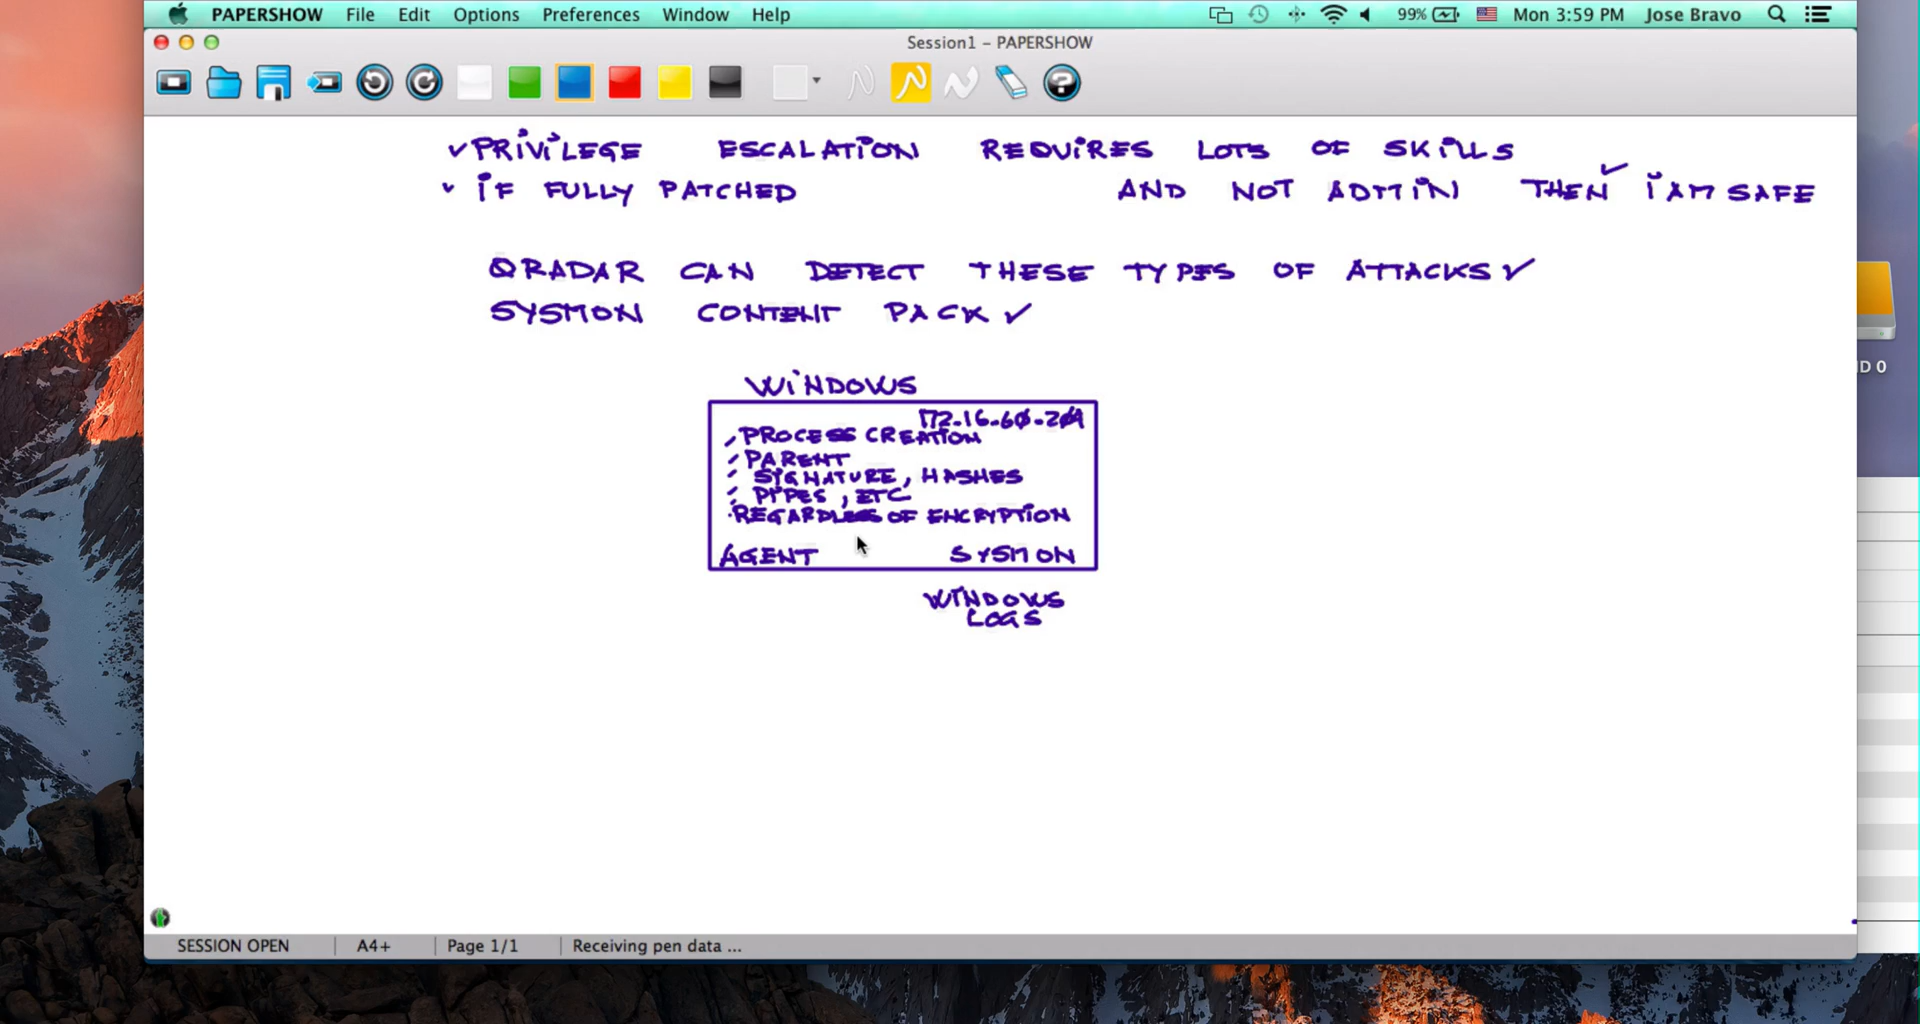 PAPERSHOW File Edit Options Preferences Window Help 99% Mon 3:59 PM Jose Bravo
Session1 – PAPERSHOW
✓ PRiViLEGE ESCALATiON REQUiRES LOTS OF SKiLLS
✓ iF FULLY PATCHED AND NOT ADMiN THEN ✓ i AM SAFE
QRADAR CAN DETECT THESE TYPES OF ATTACKS ✓
SYSMON CONTENT PACK ✓
WiNDOWS
172.16.60.209
PROCESS CREATION
PARENT
SIGNATURE, HASHES
PIPES, ETC
REGARDLESS OF ENCRYPTION
AGENT SYSMON
WINDOWS
LOGS
D 0
SESSION OPEN A4+ Page 1/1 Receiving pen data ...